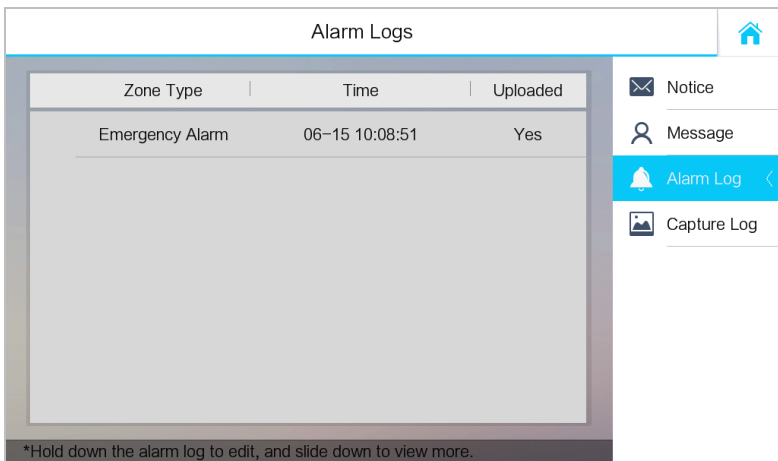 Alarm Logs
Zone Type Time Uploaded
Emergency Alarm 06-15 10:08:51 Yes
Notice
Message
Alarm Log
Capture Log
*Hold down the alarm log to edit, and slide down to view more.